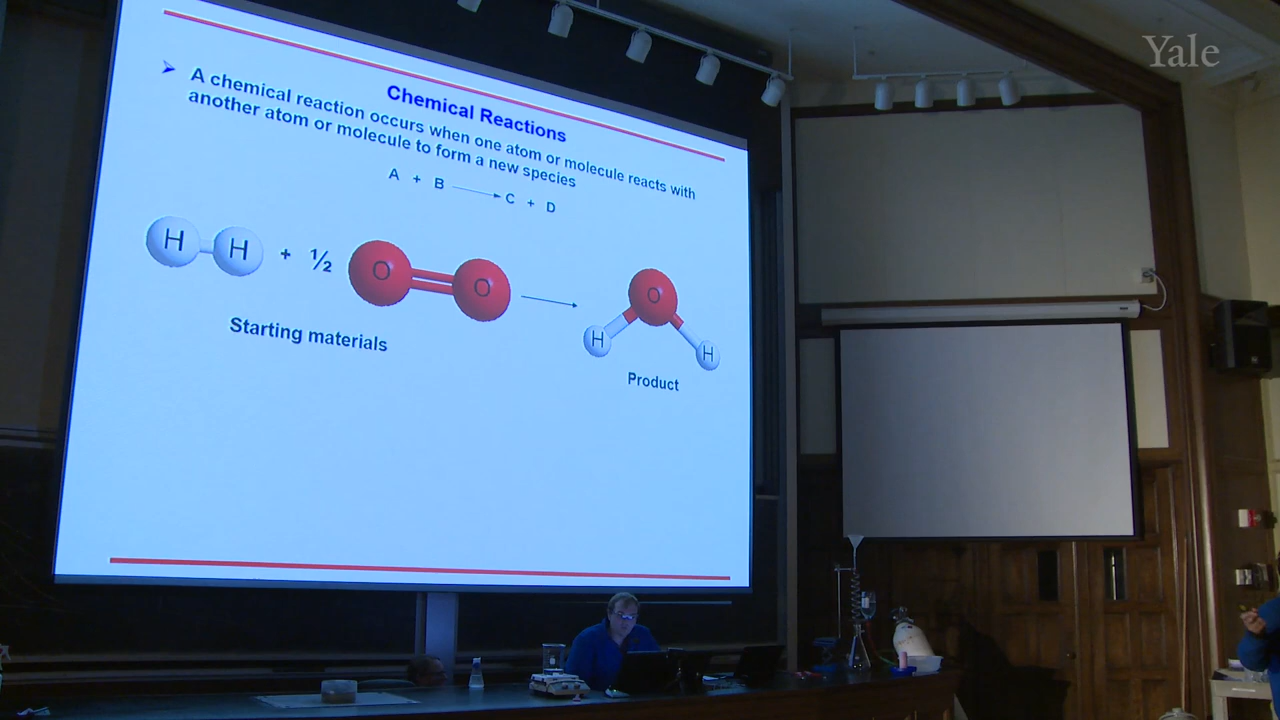 Yale
Chemical Reactions
➤ A chemical reaction occurs when one atom or molecule reacts with
another atom or molecule to form a new species
A + B ⟶ C + D
H H + ½ O O ⟶ O H H
Starting materials
Product